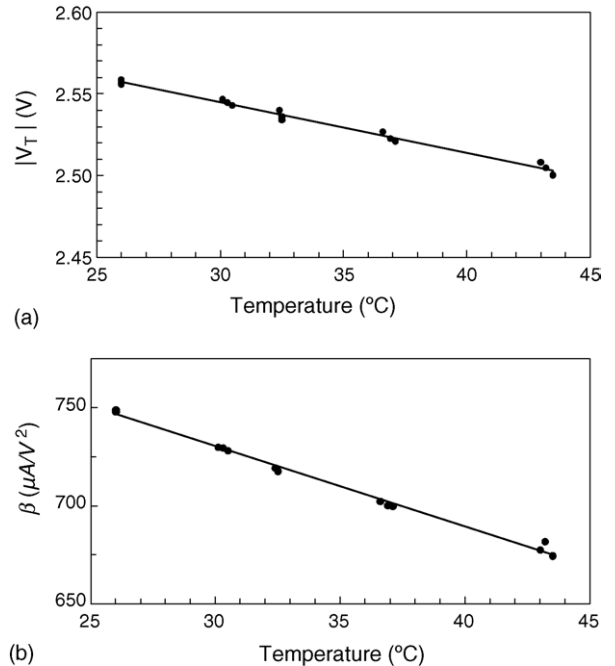 2.60
2.55
2.50
2.45
|V_T| (V)
25 30 35 40 45
Temperature (ºC)
(a)
750
700
650
β (μA/V²)
25 30 35 40 45
Temperature (ºC)
(b)